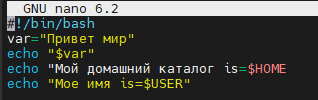 GNU nano 6.2
#!/bin/bash
var="Привет мир"
echo "$var"
echo "Мой домашний каталог is=$HOME
echo "Мое имя is=$USER"